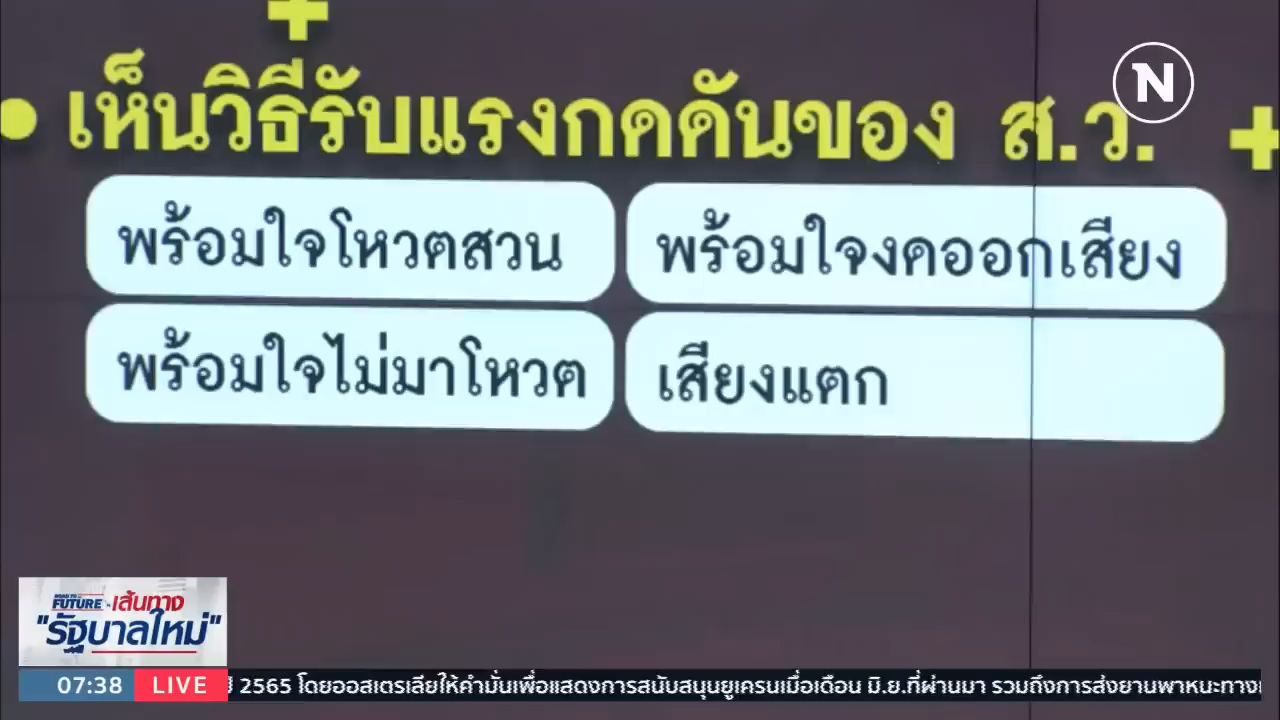 • เห็นวิธีรับแรงกดดันของ ส.ว.
พร้อมใจโหวตสวน
พร้อมใจงดออกเสียง
พร้อมใจไม่มาโหวต
เสียงแตก
N
ROAD TO FUTURE เส้นทาง
"รัฐบาลใหม่"
07:38 LIVE 2565 โดยออสเตรเลียให้คำมั่นเพื่อแสดงการสนับสนุนยูเครนเมื่อเดือน มิ.ย.ที่ผ่านมา รวมถึงการส่งยานพาหนะทาง